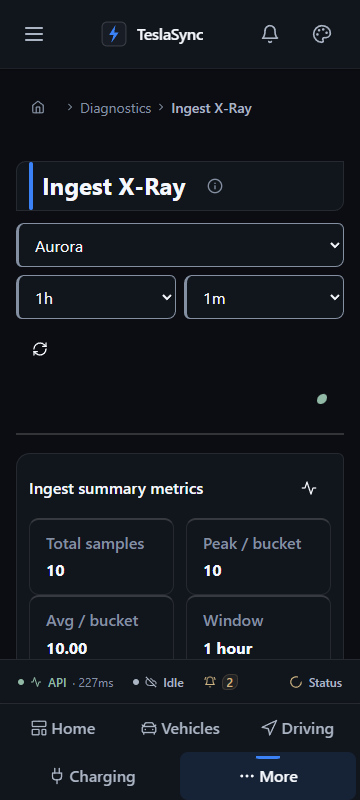 TeslaSync
Diagnostics Ingest X-Ray
Ingest X-Ray
Aurora
1h 1m
Ingest summary metrics
Total samples Peak / bucket
10 10
Avg / bucket Window
10.00 1 hour
API · 227ms Idle 2 Status
Home Vehicles Driving
Charging More